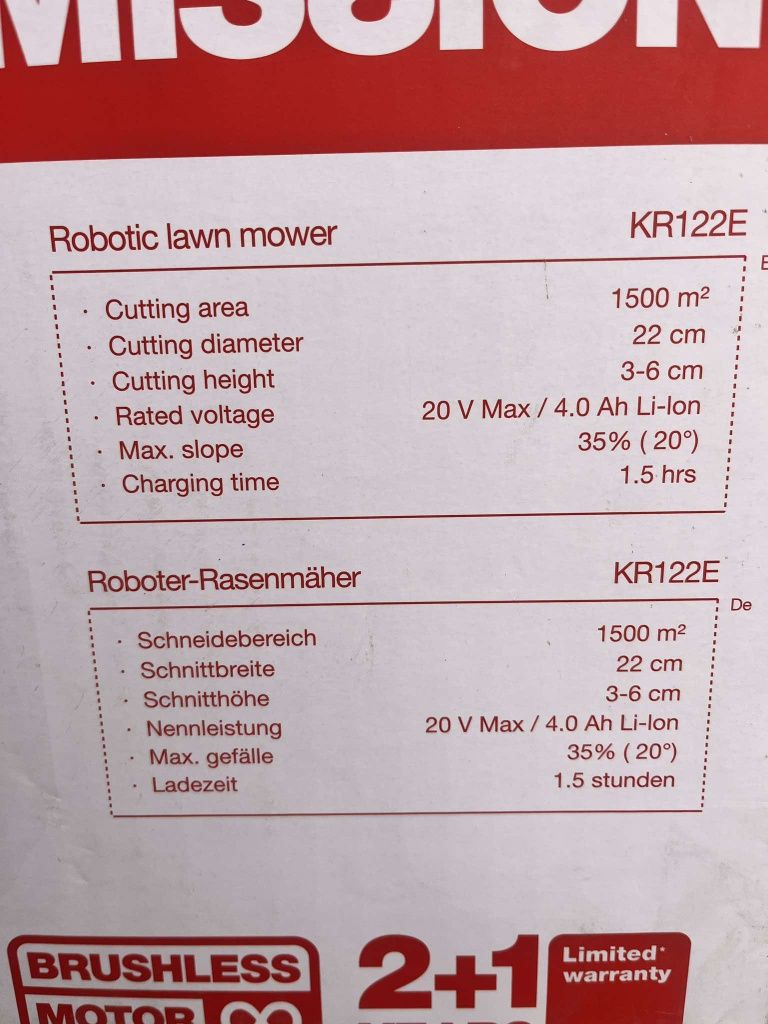 MISSION
Robotic lawn mower KR122E
· Cutting area 1500 m²
· Cutting diameter 22 cm
· Cutting height 3-6 cm
· Rated voltage 20 V Max / 4.0 Ah Li-Ion
· Max. slope 35% ( 20°)
· Charging time 1.5 hrs
Roboter-Rasenmäher KR122E
De
· Schneidebereich 1500 m²
· Schnittbreite 22 cm
· Schnitthöhe 3-6 cm
· Nennleistung 20 V Max / 4.0 Ah Li-Ion
· Max. gefälle 35% ( 20°)
· Ladezeit 1.5 stunden
BRUSHLESS
MOTOR
2+1
YEARS
Limited*
warranty